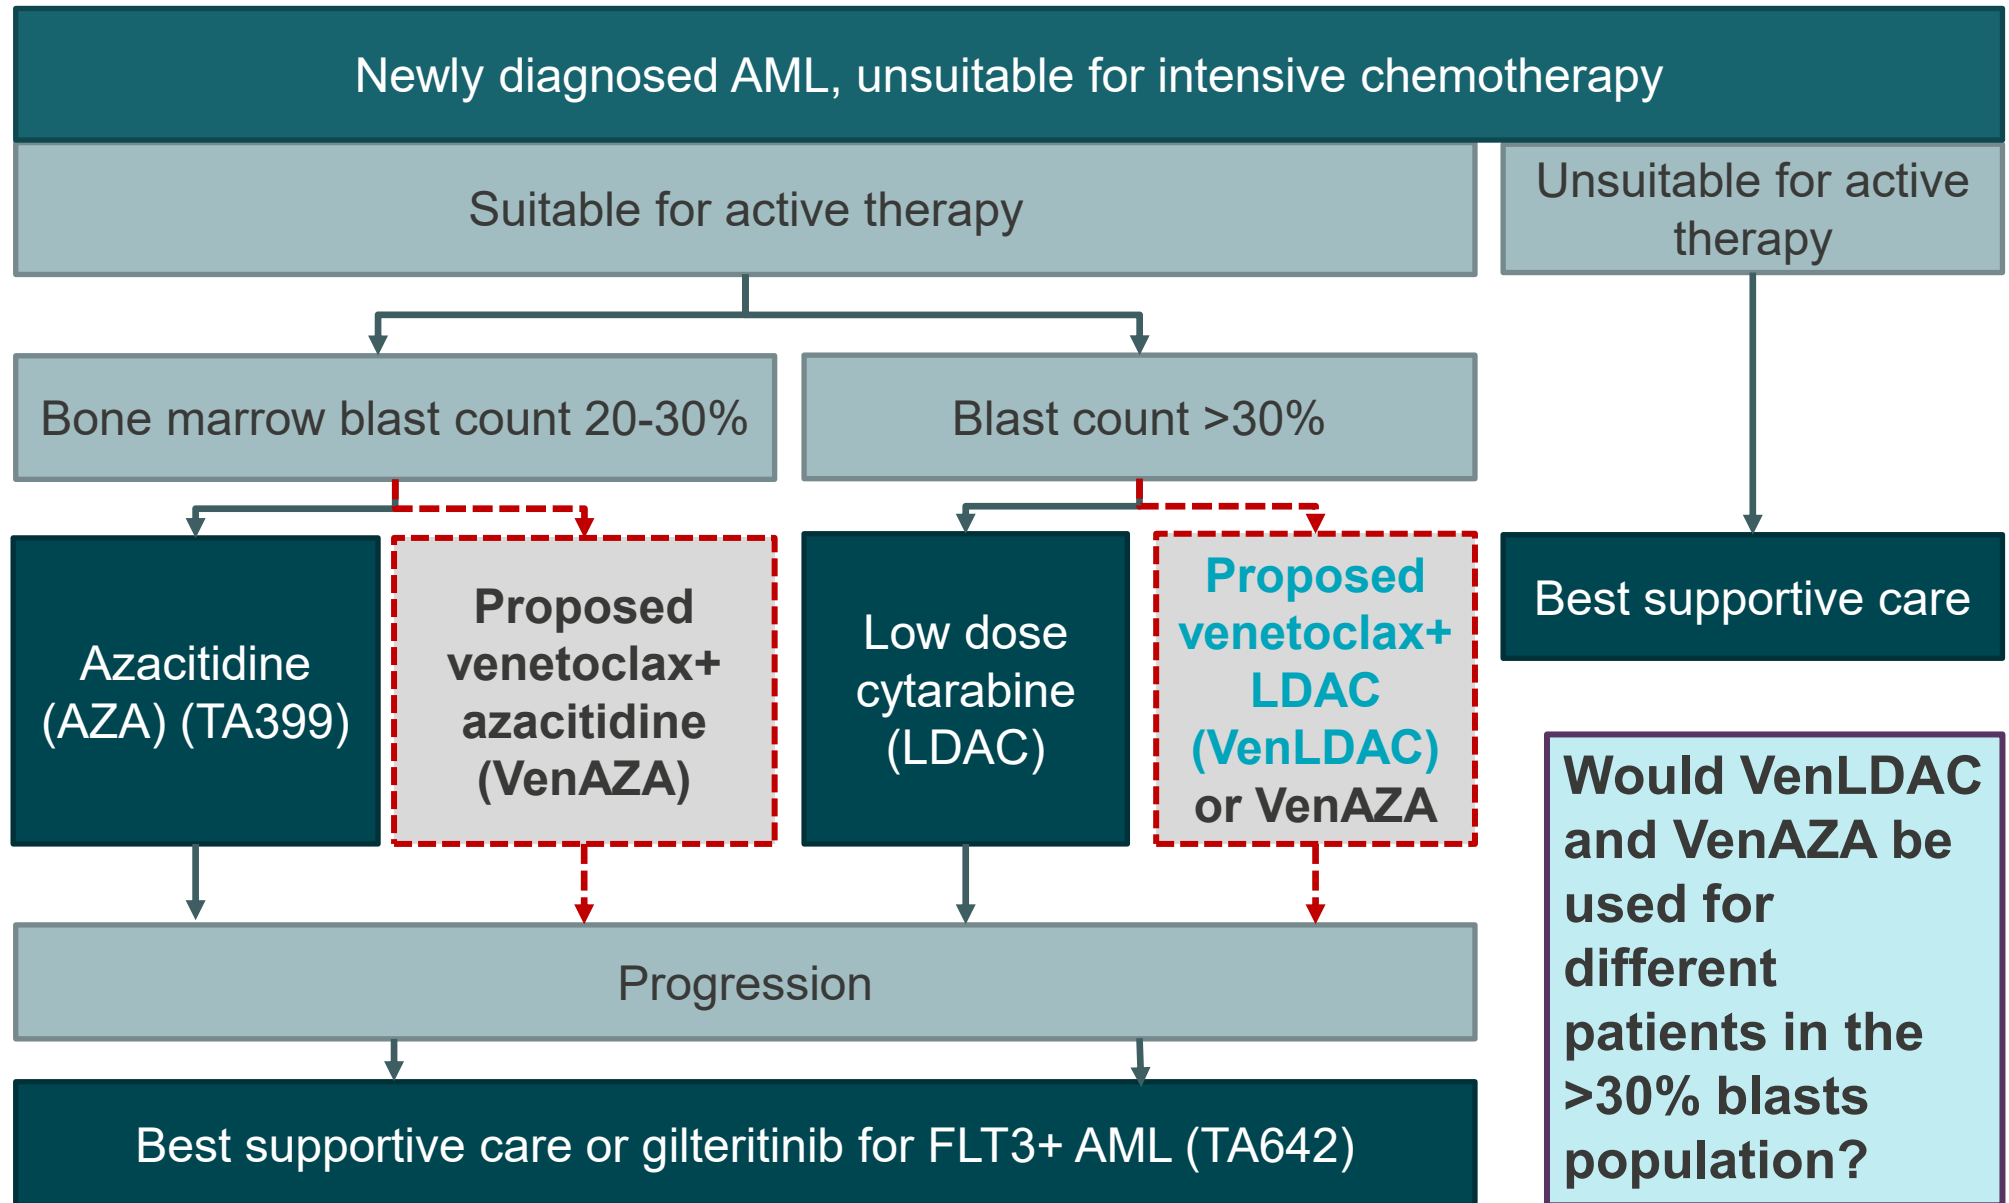 Newly diagnosed AML, unsuitable for intensive chemotherapy
Suitable for active therapy
Unsuitable for active
therapy
Bone marrow blast count 20-30%
Blast count >30%
Azacitidine
(AZA) (TA399)
Proposed
venetoclax+
azacitidine
(VenAZA)
Low dose
cytarabine
(LDAC)
Proposed
venetoclax+
LDAC
(VenLDAC)
or VenAZA
Best supportive care
Would VenLDAC
and VenAZA be
used for
different
patients in the
>30% blasts
population?
Progression
Best supportive care or gilteritinib for FLT3+ AML (TA642)